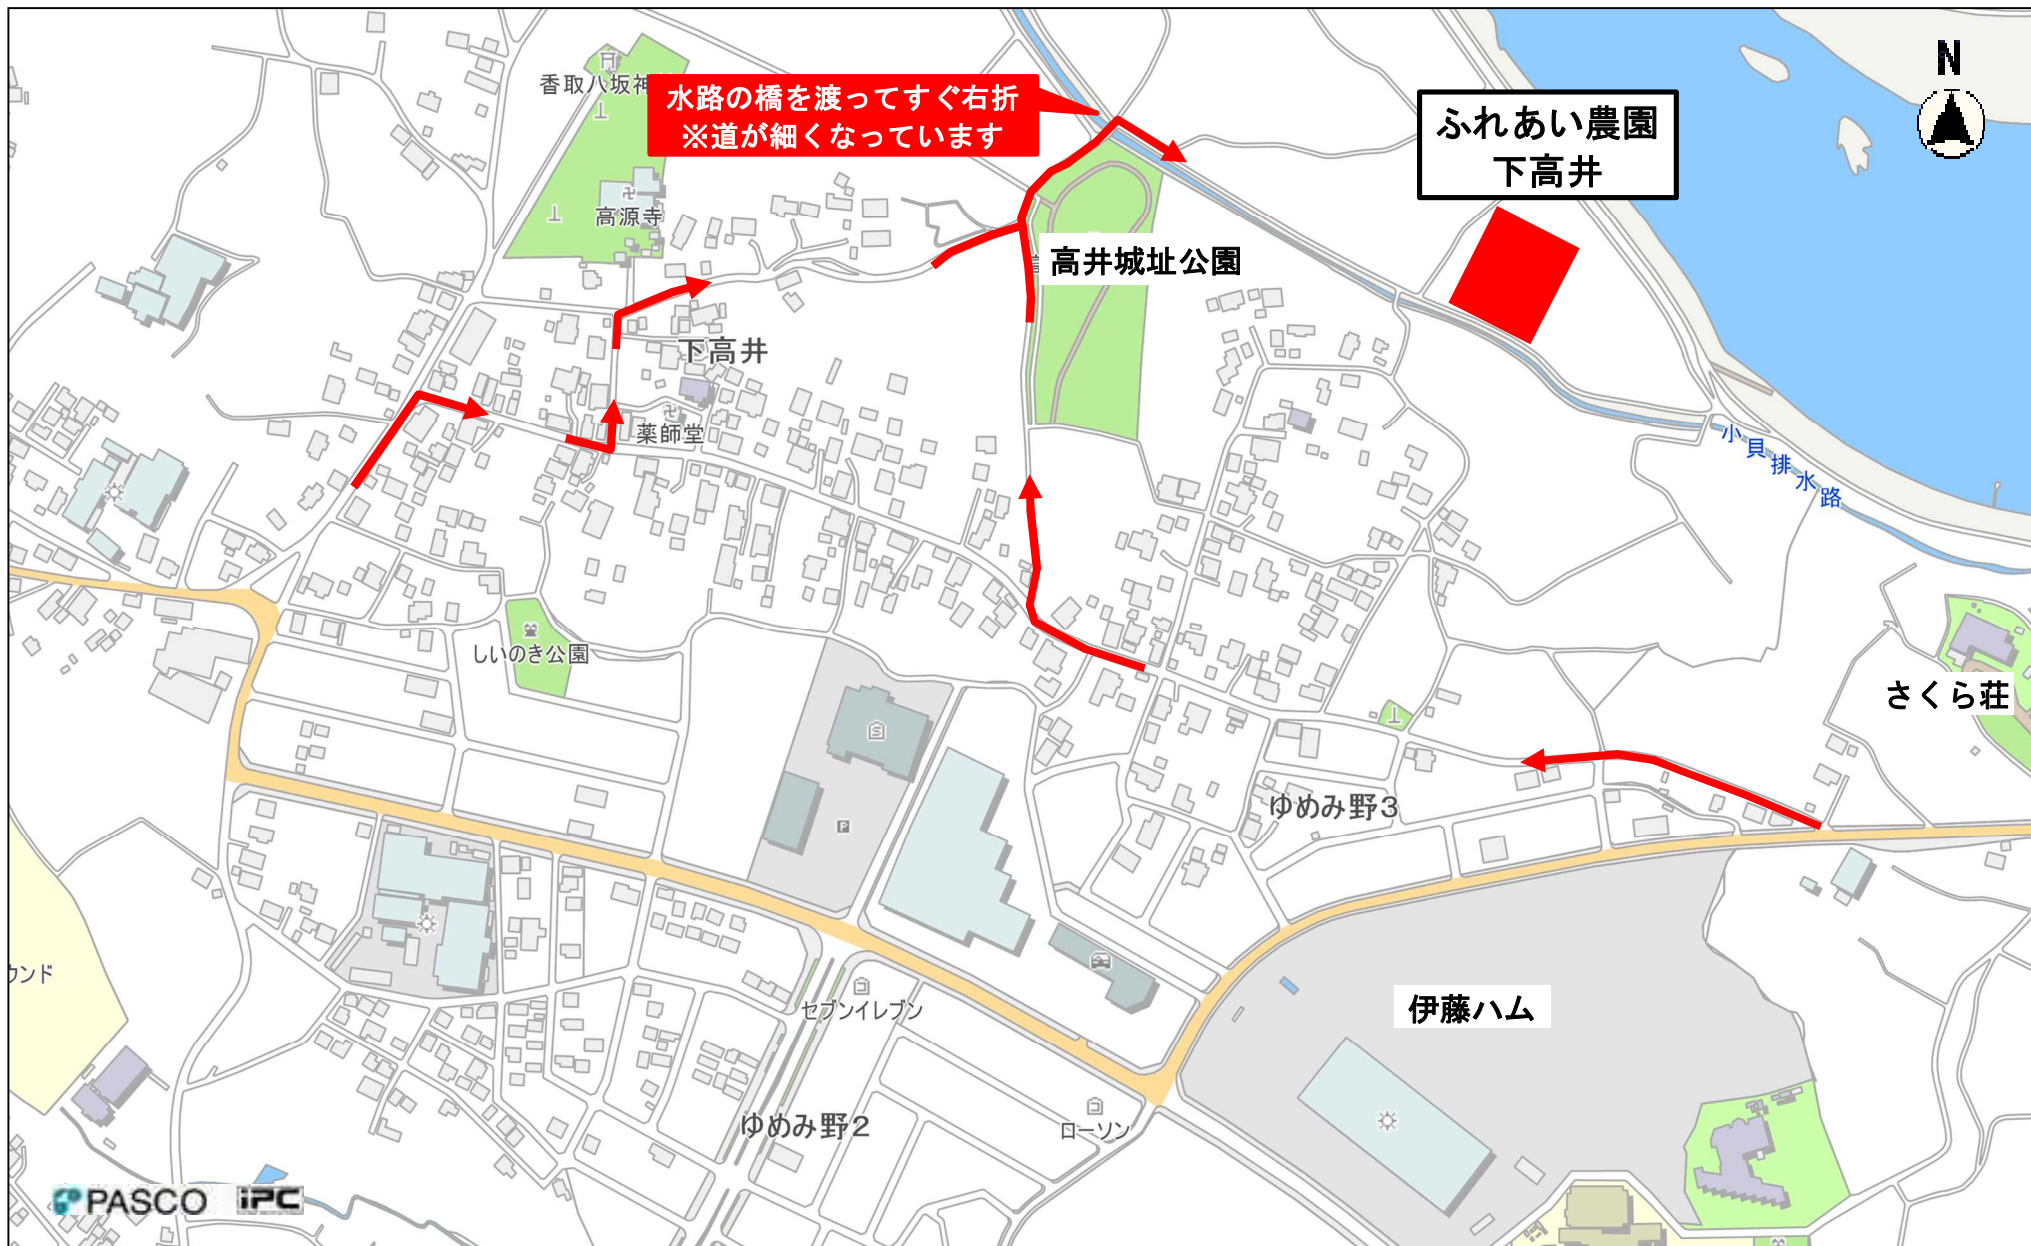 N
香取八坂神
水路の橋を渡ってすぐ右折
※道が細くなっています
ふれあい農園
下高井
高源寺
高井城址公園
下高井
薬師堂
小貝排水路
しいのき公園
さくら荘
ゆめみ野3
ウンド
セブンイレブン
伊藤ハム
ゆめみ野2
ローソン
P
PASCO iPC